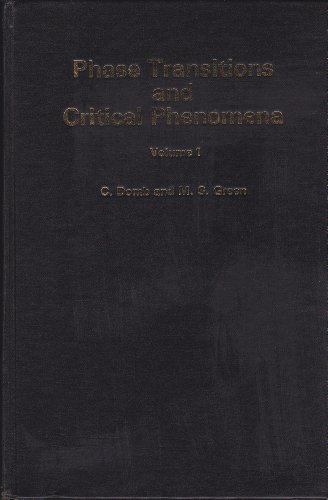 Phase Transitions
and
Critical Phenomena
Volume 1
C. Domb and M. S. Green